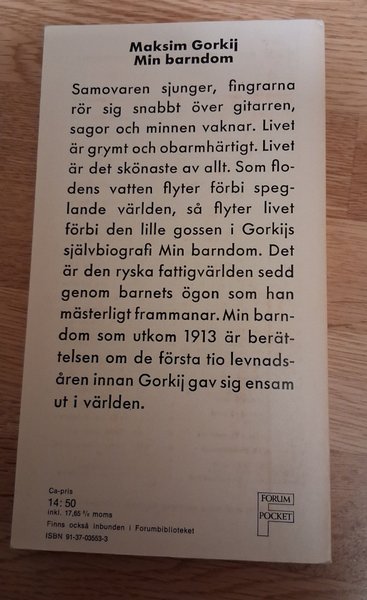 Maksim Gorkij
Min barndom
Samovaren sjunger, fingrarna
rör sig snabbt över gitarren,
sagor och minnen vaknar. Livet
är grymt och obarmhärtigt. Livet
är det skönaste av allt. Som flo-
dens vatten flyter förbi speg-
lande världen, så flyter livet
förbi den lille gossen i Gorkijs
självbiografi Min barndom. Det
är den ryska fattigvärlden sedd
genom barnets ögon som han
mästerligt frammanar. Min barn-
dom som utkom 1913 är berät-
telsen om de första tio levnads-
åren innan Gorkij gav sig ensam
ut i världen.
Ca-pris
14:50
inkl. 17,65 % moms
Finns också inbunden i Forumbiblioteket
ISBN 91-37-03553-3
FORUM
POCKET